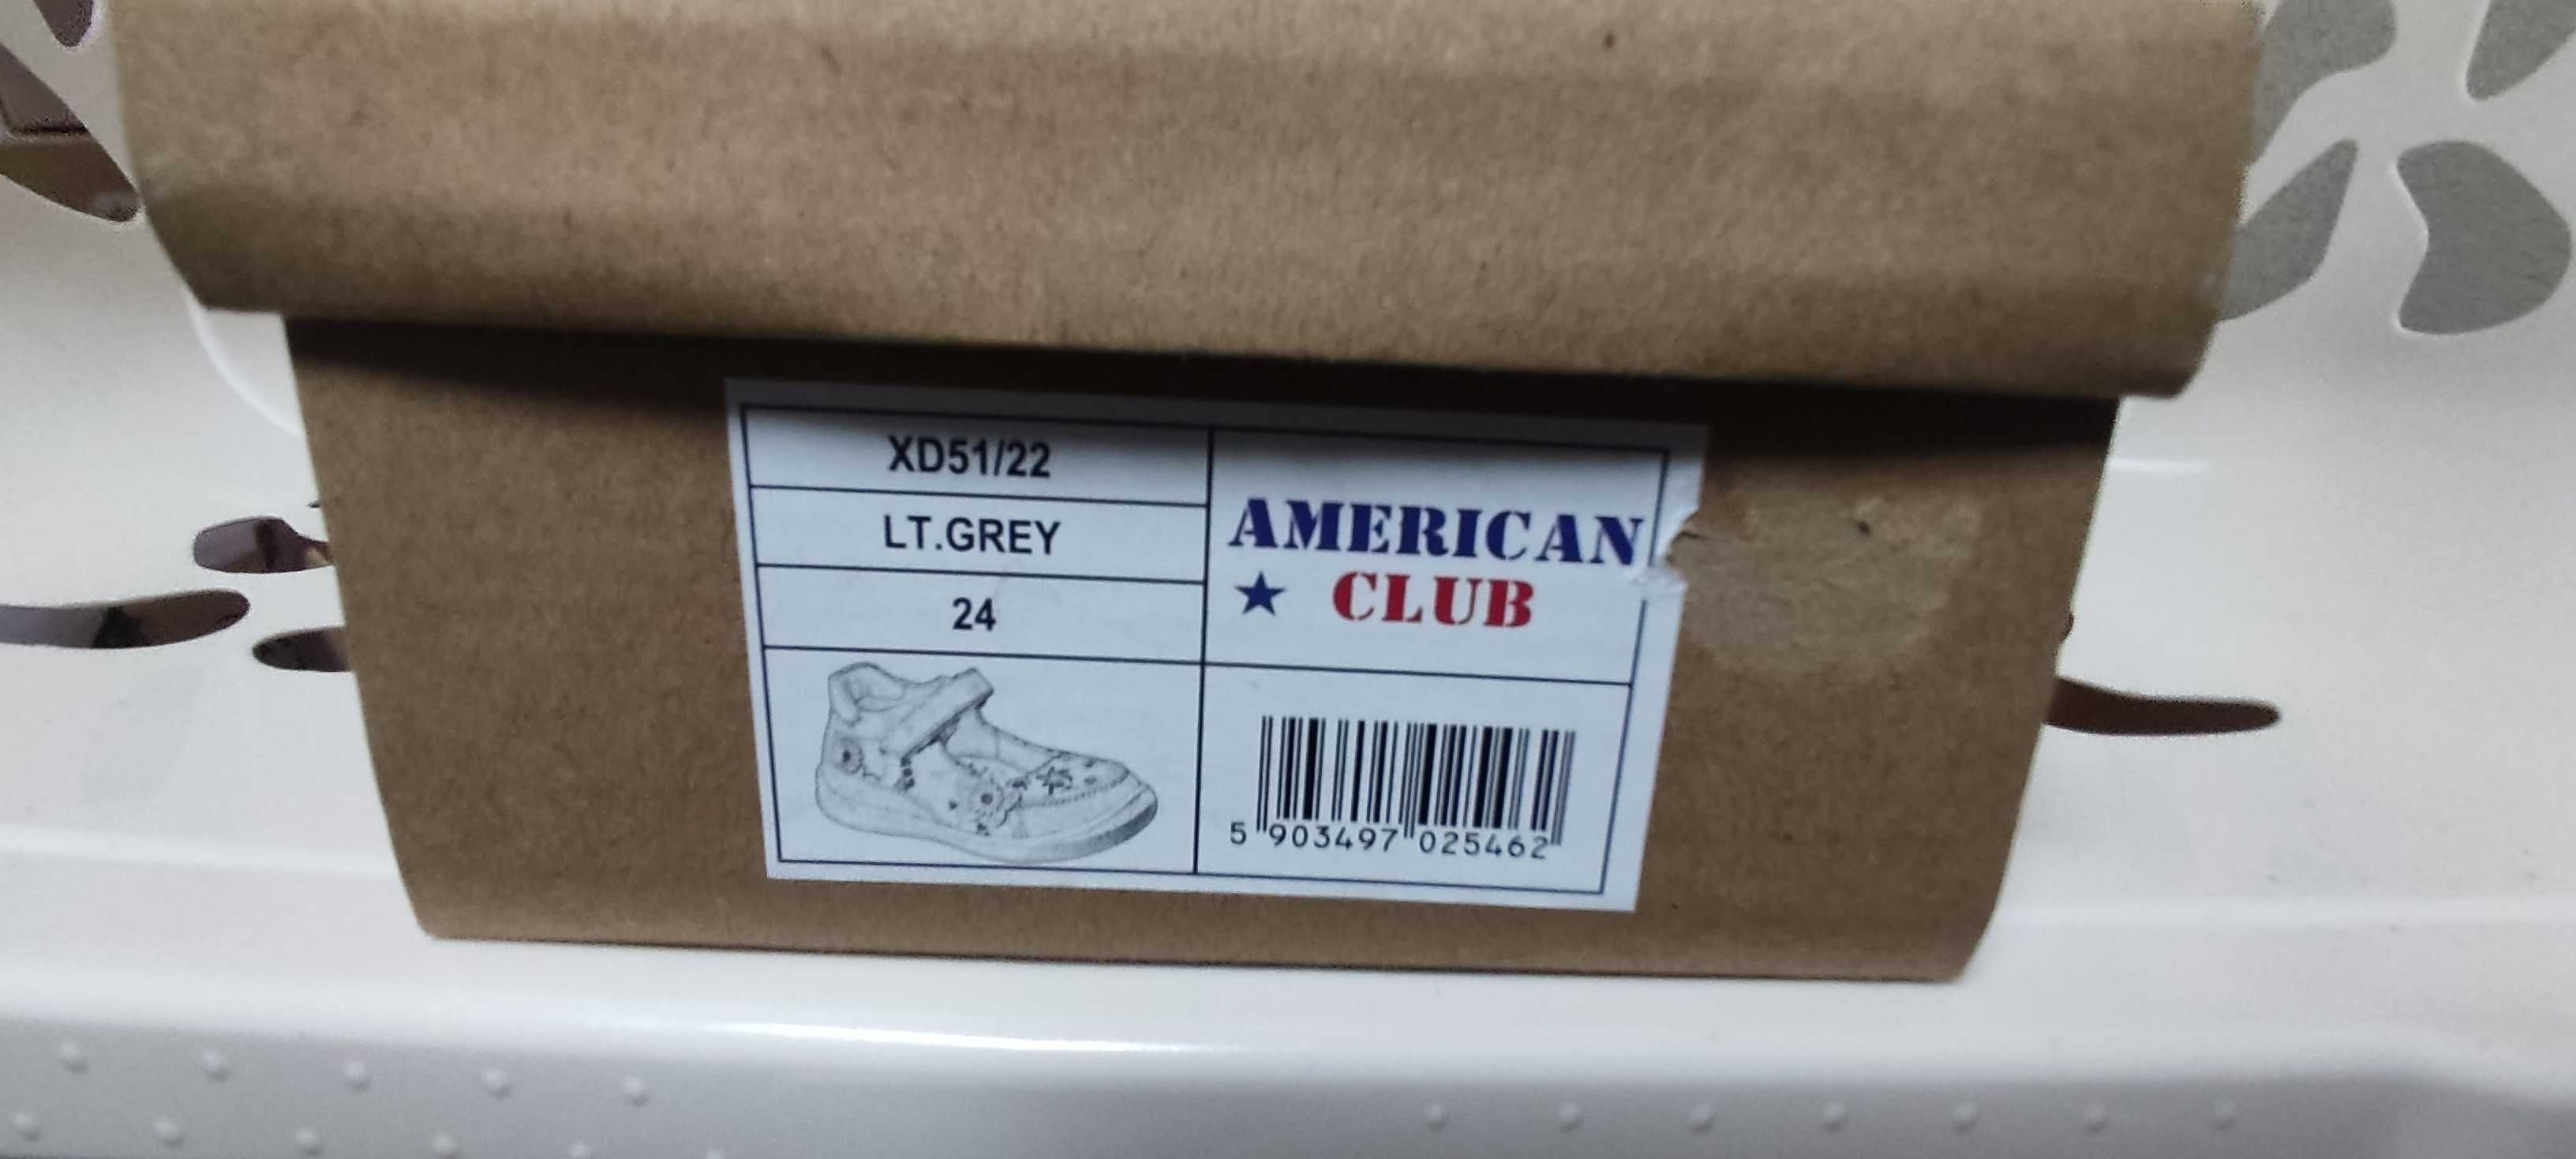 XD51/22
LT.GREY
24
AMERICAN
CLUB
5 903497 025462